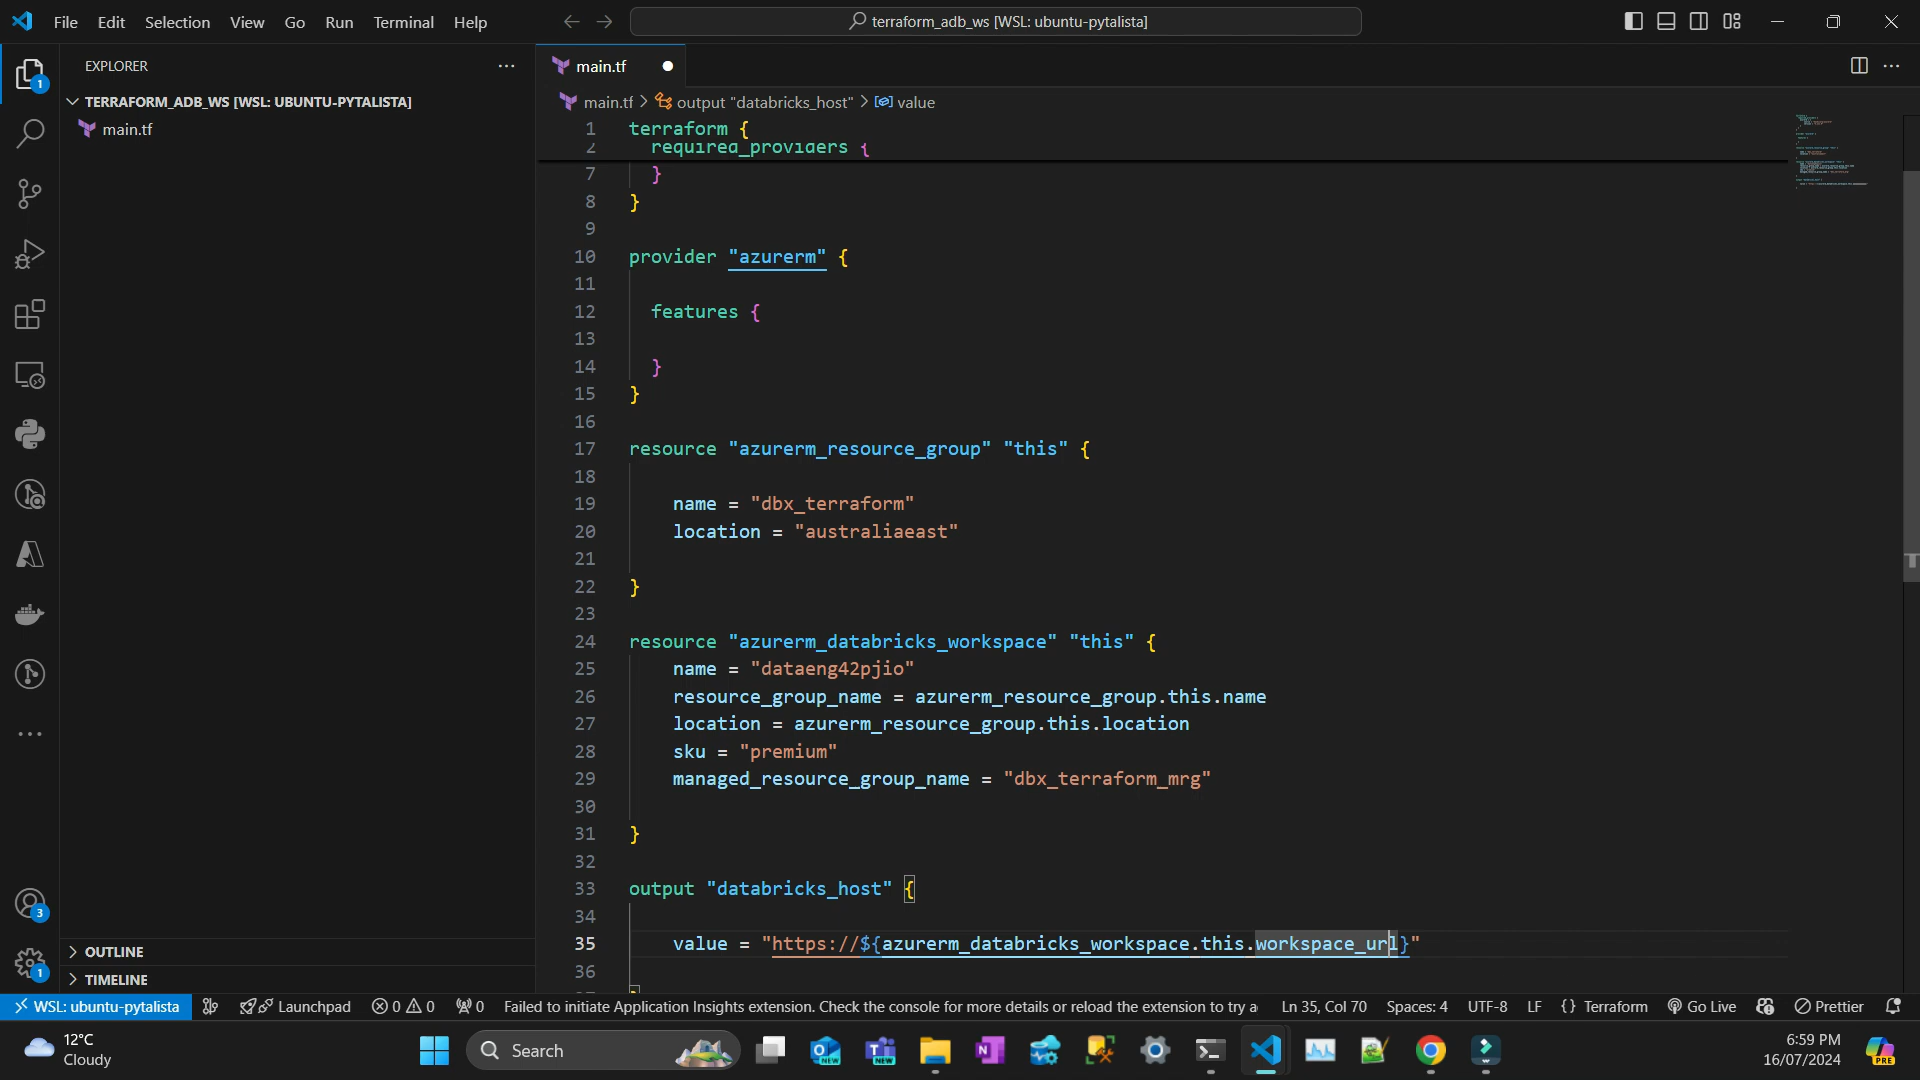 File Edit Selection View Go Run Terminal Help
terraform_adb_ws [WSL: ubuntu-pytalista]
EXPLORER
TERRAFORM_ADB_WS [WSL: UBUNTU-PYTALISTA]
main.tf
OUTLINE
TIMELINE
1
3
1
main.tf
main.tf > output "databricks_host" > value
1 terraform {
2 required_providers {
7 }
8 }
9
10 provider "azurerm" {
11
12 features {
13
14 }
15 }
16
17 resource "azurerm_resource_group" "this" {
18
19 name = "dbx_terraform"
20 location = "australiaeast"
21
22 }
23
24 resource "azurerm_databricks_workspace" "this" {
25 name = "dataeng42pjio"
26 resource_group_name = azurerm_resource_group.this.name
27 location = azurerm_resource_group.this.location
28 sku = "premium"
29 managed_resource_group_name = "dbx_terraform_mrg"
30
31 }
32
33 output "databricks_host" {
34
35 value = "https://${azurerm_databricks_workspace.this.workspace_url}"
36
WSL: ubuntu-pytalista Launchpad 0 0 0 Failed to initiate Application Insights extension. Check the console for more details or reload the extension to try a Ln 35, Col 70 Spaces: 4 UTF-8 LF {} Terraform Go Live Prettier
12°C
Cloudy
Search
NEW
NEW
PRE
6:59 PM
16/07/2024